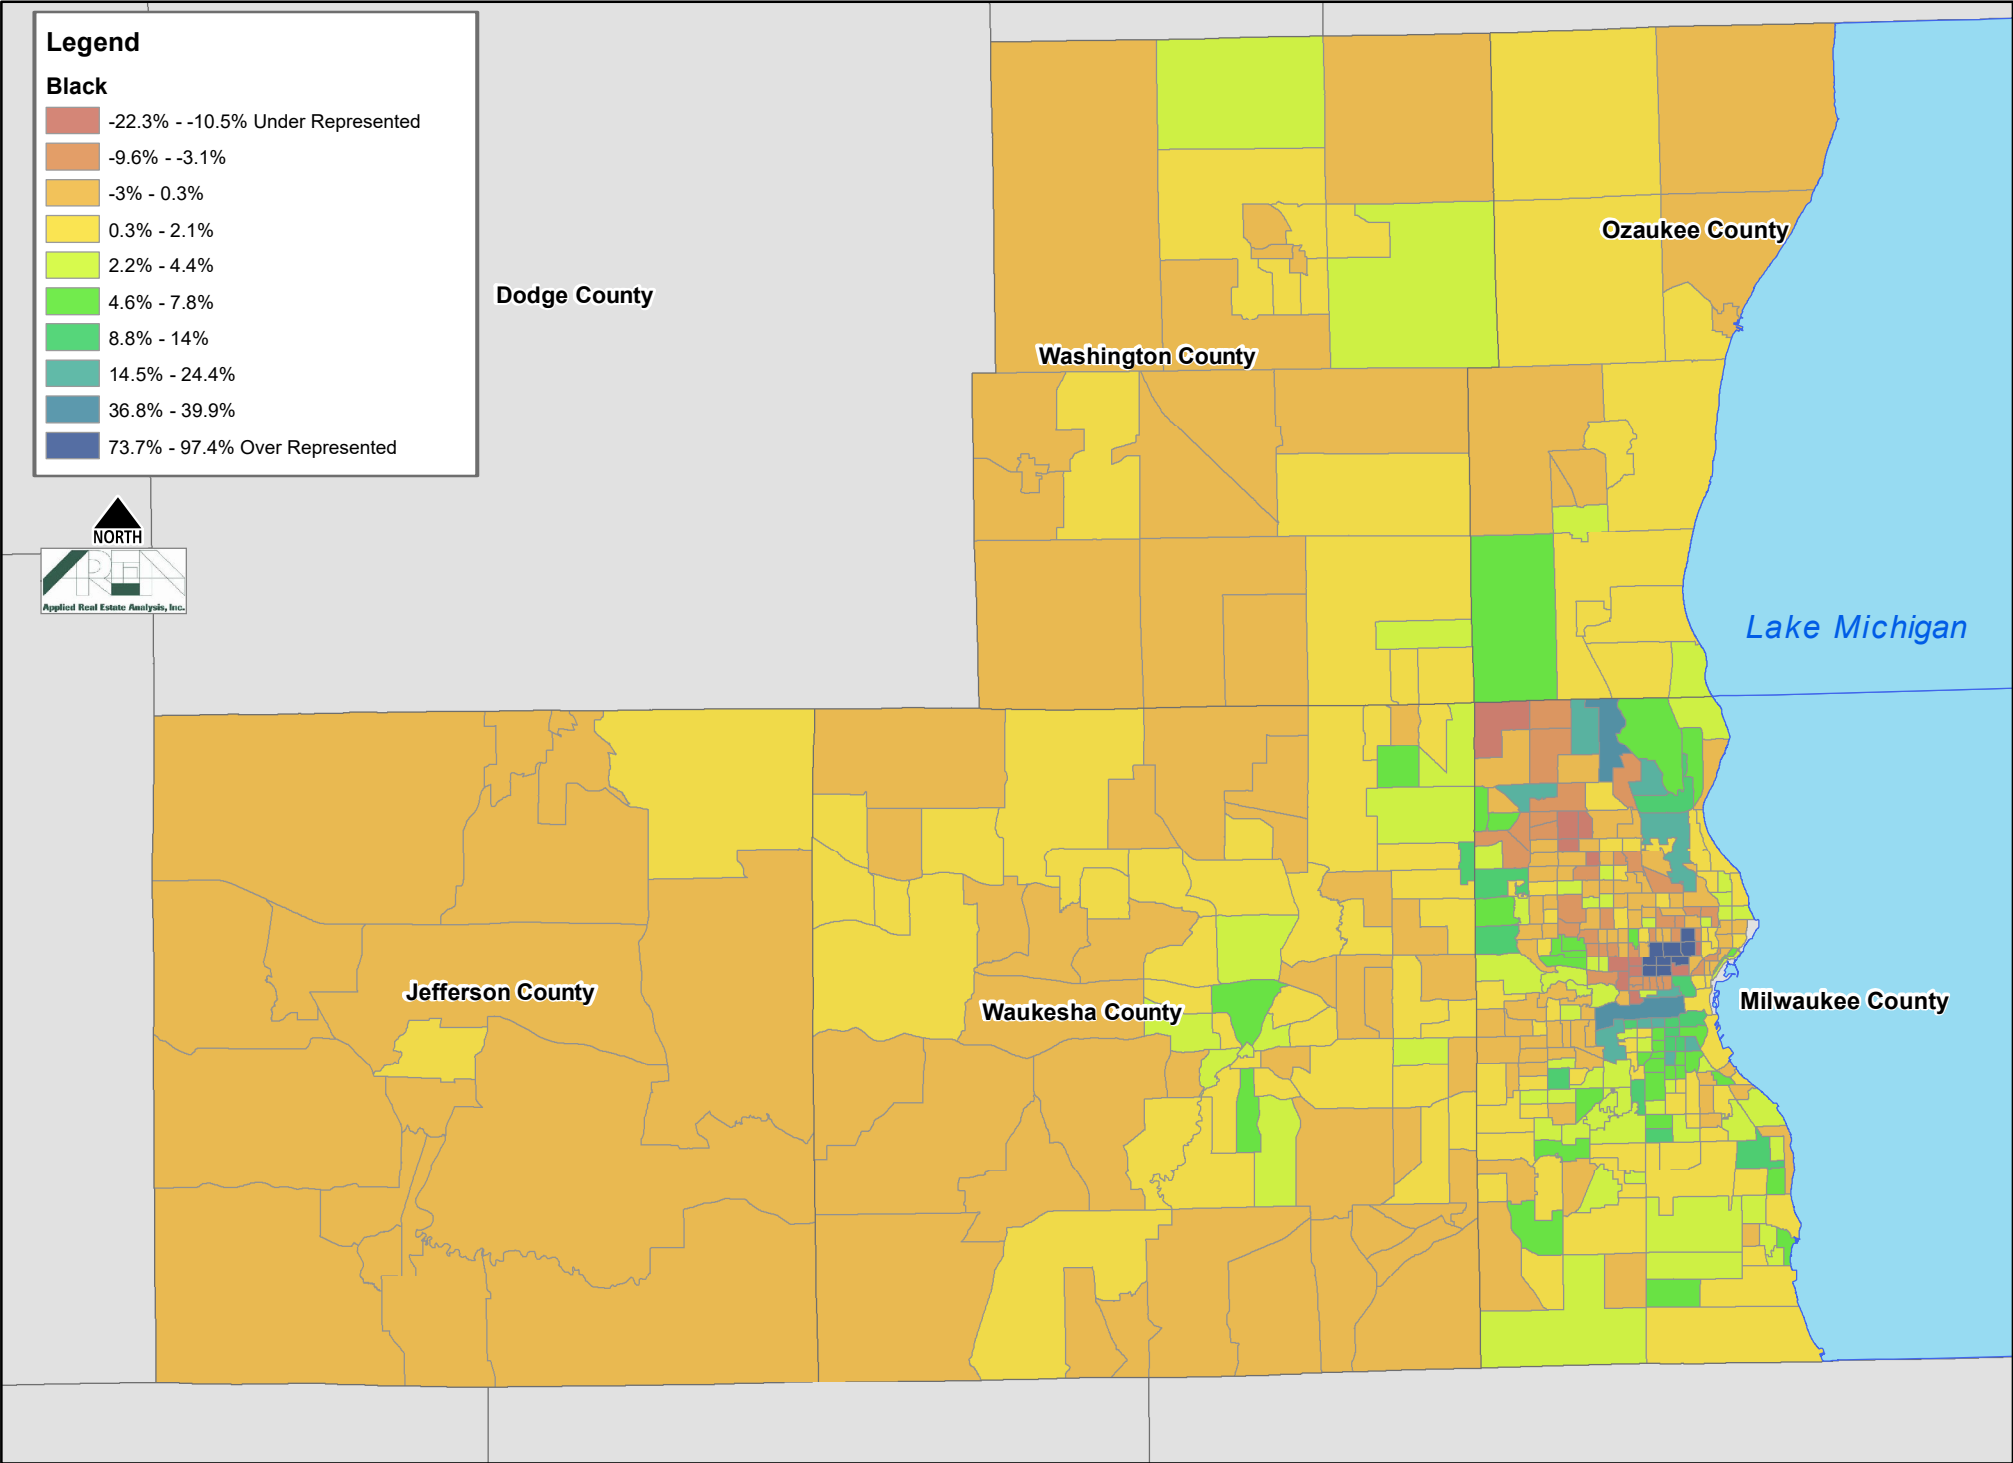 Legend
Black
-22.3% - -10.5% Under Represented
-9.6% - -3.1%
-3% - 0.3%
0.3% - 2.1%
2.2% - 4.4%
4.6% - 7.8%
8.8% - 14%
14.5% - 24.4%
36.8% - 39.9%
73.7% - 97.4% Over Represented
NORTH
AREA
Applied Real Estate Analysis, Inc.
Dodge County
Washington County
Ozaukee County
Lake Michigan
Jefferson County
Waukesha County
Milwaukee County